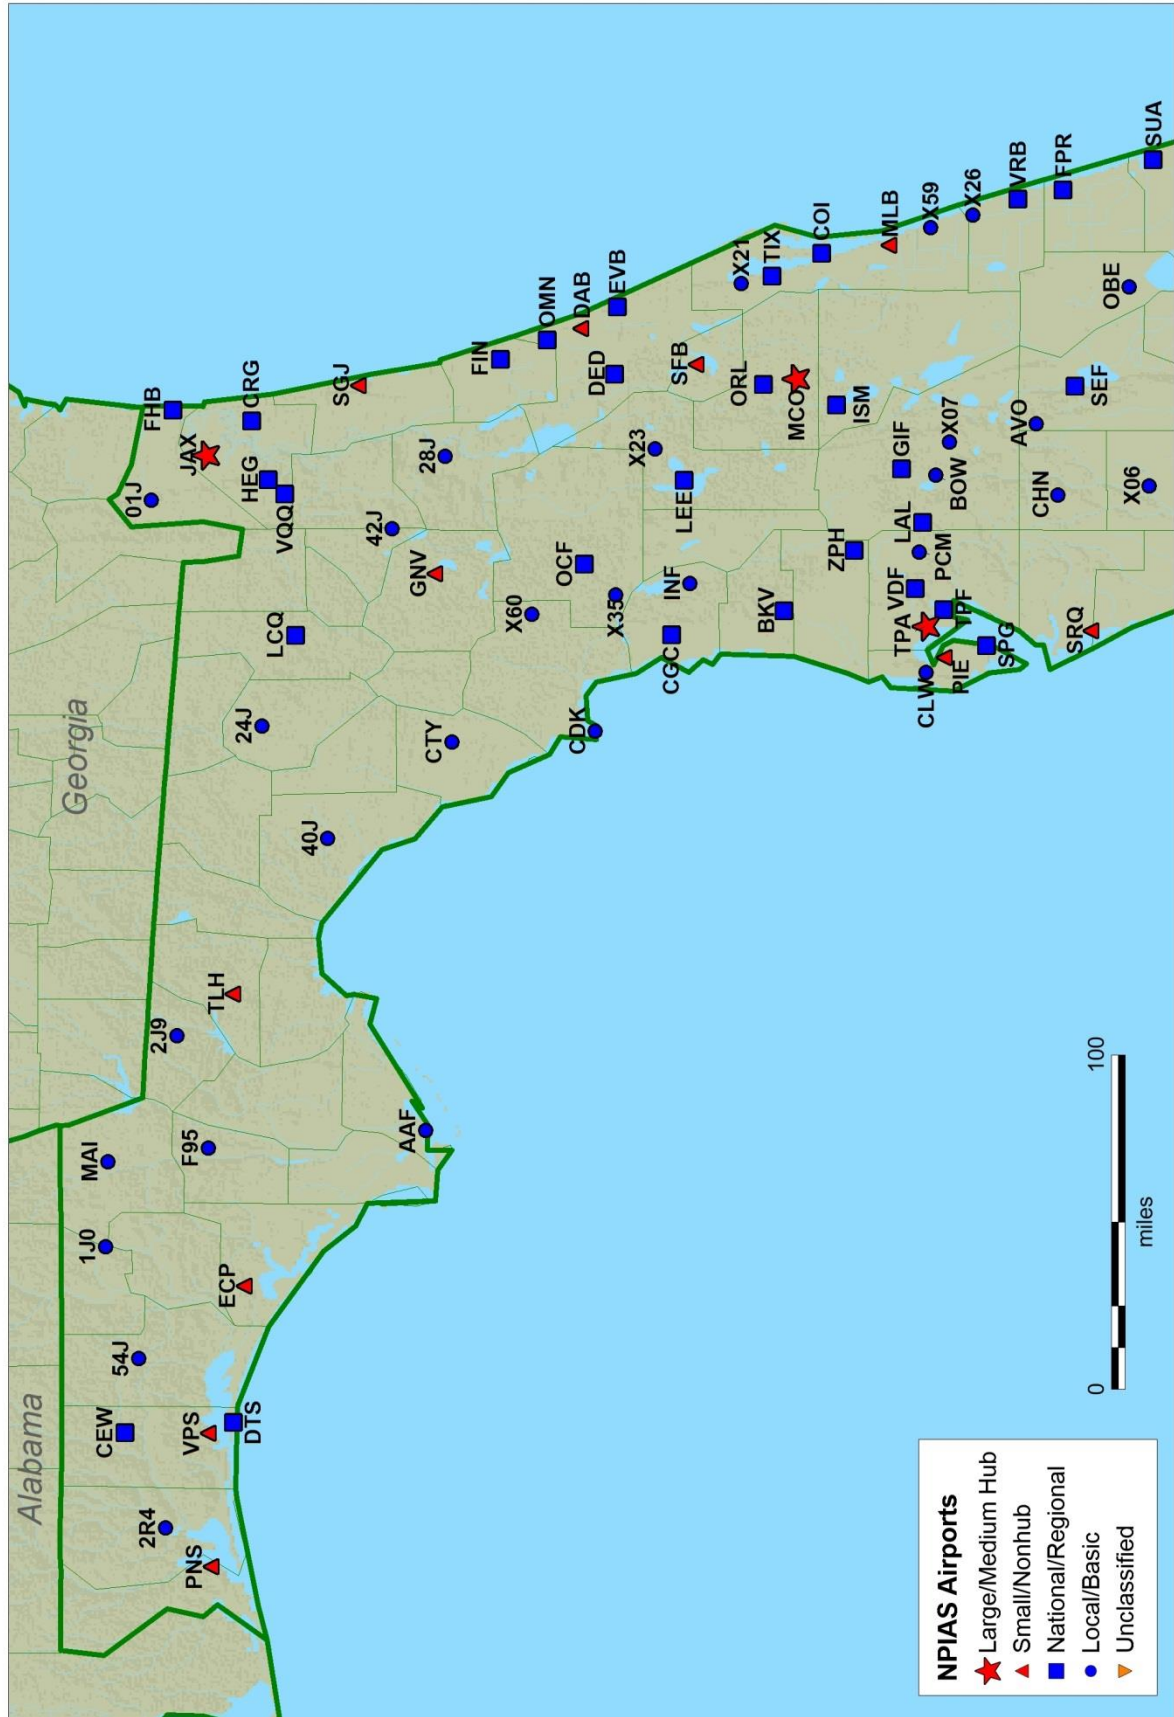 Alabama
Georgia
CEW
1J0
MAI
54J
2R4
PNS
VPS
DTS
ECP
F95
2J9
TLH
AAF
40J
24J
LCQ
CTY
CDK
01J
FHB
JAX
CRG
HEG
VQQ
SGJ
42J
28J
GNV
FIN
OMN
DAB
EVB
DED
X60
OCF
X35
X23
LEE
INF
CGC
SFB
X21
TIX
ORL
MCO
COI
ISM
BKV
ZPH
MLB
X59
X26
GIF
X07
BOW
LAL
PCM
VDF
TPF
TPA
CLW
PIE
SPG
VRB
FPR
AVO
SEF
CHN
SRQ
OBE
X06
SUA
NPIAS Airports
Large/Medium Hub
Small/Nonhub
National/Regional
Local/Basic
Unclassified
0 100
miles